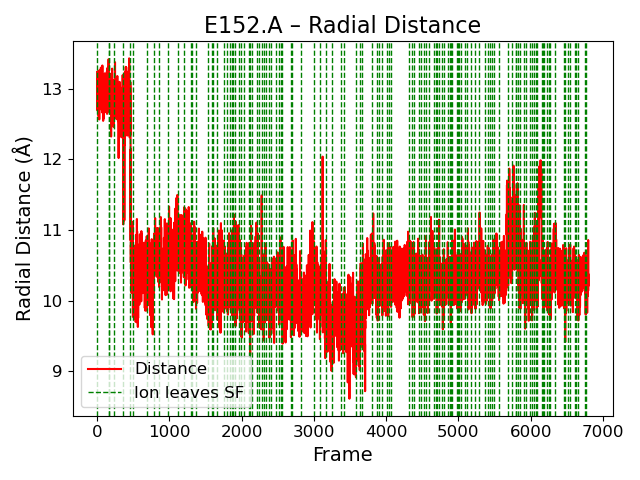 E152.A – Radial Distance
Radial Distance (Å)
13
12
11
10
9
Distance
Ion leaves SF
0 1000 2000 3000 4000 5000 6000 7000
Frame